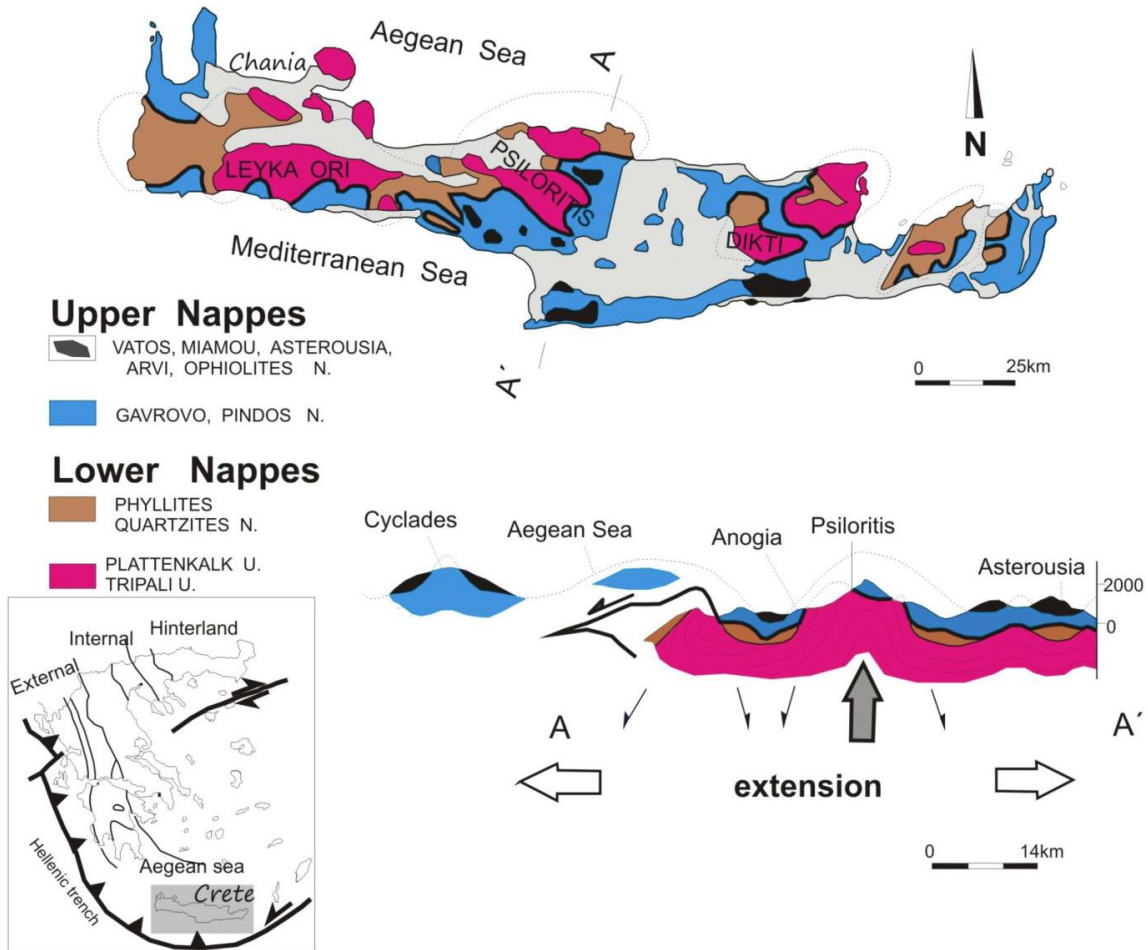 Aegean Sea
Chania
A
N
LEYKA ORI
PSILORITIS
DIKTI
Mediterranean Sea
A´
0 25km
Upper Nappes
VATOS, MIAMOU, ASTEROUSIA,
ARVI, OPHIOLITES N.
GAVROVO, PINDOS N.
Lower Nappes
PHYLLITES
QUARTZITES N.
PLATTENKALK U.
TRIPALI U.
Cyclades
Aegean Sea
Anogia
Psiloritis
Asterousia
2000
0
A
A´
extension
0 14km
External
Internal
Hinterland
Hellenic trench
Aegean sea
Crete